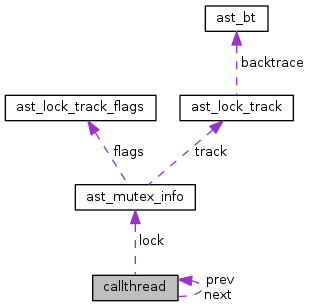 ast_bt
backtrace
ast_lock_track_flags
ast_lock_track
flags
track
ast_mutex_info
lock
callthread
prev
next